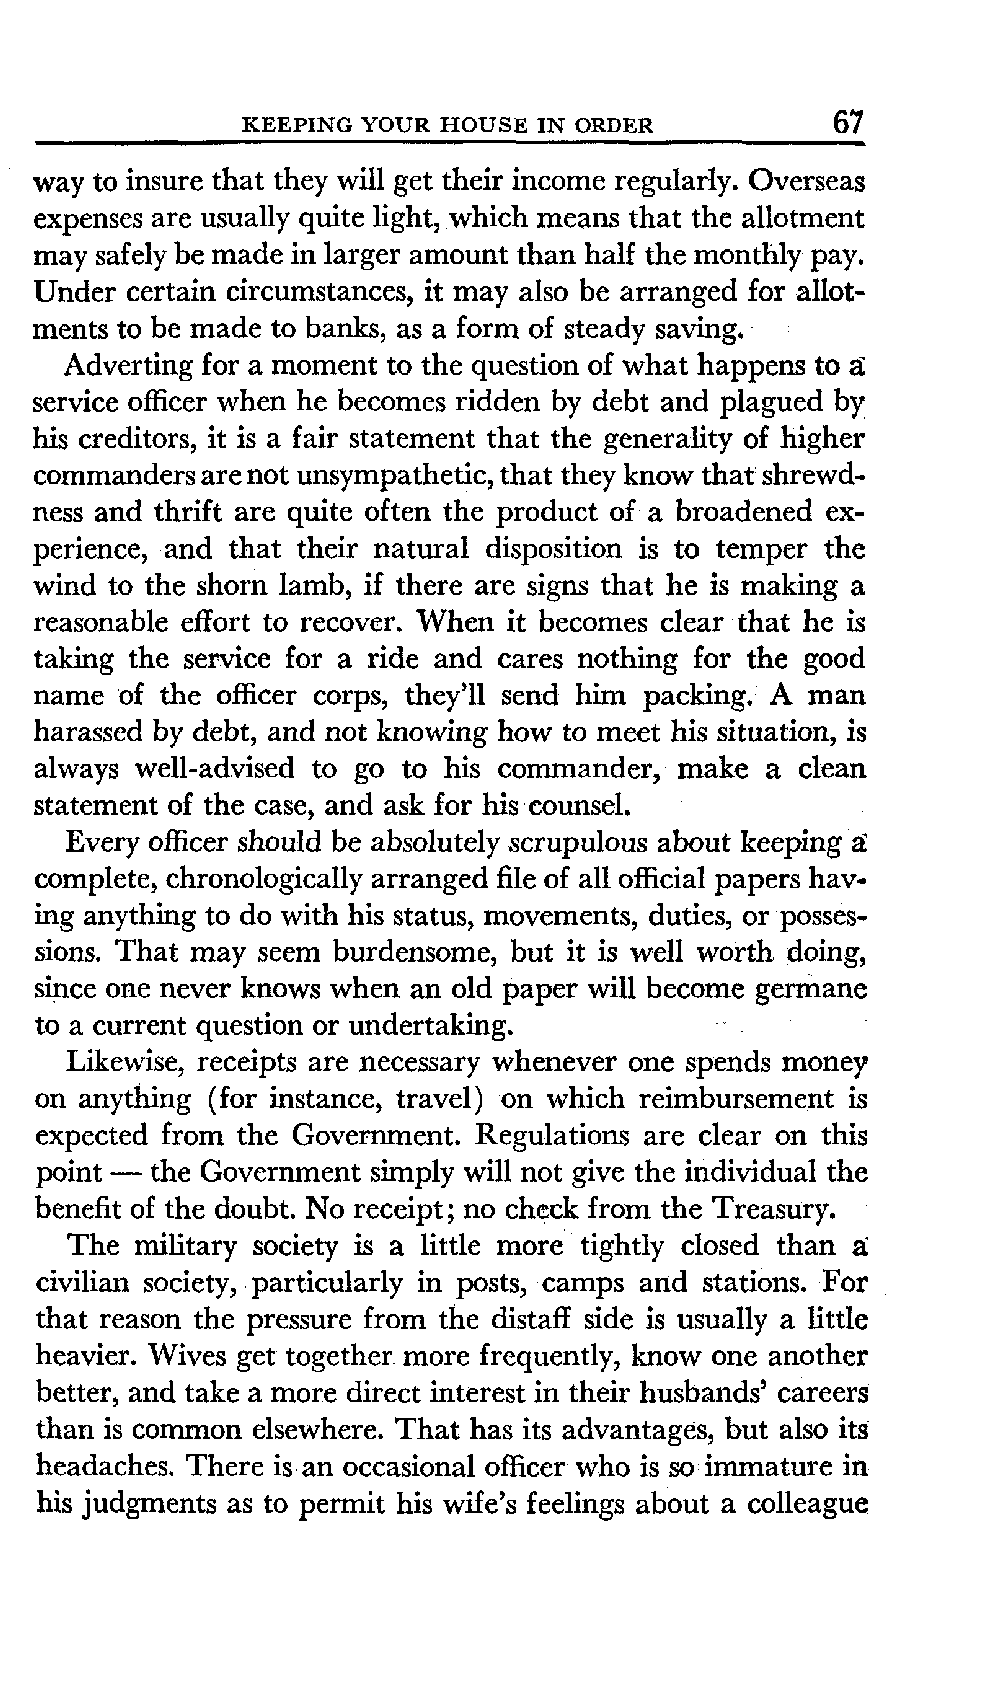 KEEPING YOUR HOUSE IN ORDER 67
way to insure that they will get their income regularly. Overseas
expenses are usually quite light, which means that the allotment
may safely be made in larger amount than half the monthly pay.
Under certain circumstances, it may also be arranged for allot-
ments to be made to banks, as a form of steady saving.
Adverting for a moment to the question of what happens to a
service officer when he becomes ridden by debt and plagued by
his creditors, it is a fair statement that the generality of higher
commanders are not unsympathetic, that they know that shrewd-
ness and thrift are quite often the product of a broadened ex-
perience, and that their natural disposition is to temper the
wind to the shorn lamb, if there are signs that he is making a
reasonable effort to recover. When it becomes clear that he is
taking the service for a ride and cares nothing for the good
name of the officer corps, they'll send him packing. A man
harassed by debt, and not knowing how to meet his situation, is
always well-advised to go to his commander, make a clean
statement of the case, and ask for his counsel.
Every officer should be absolutely scrupulous about keeping a
complete, chronologically arranged file of all official papers hav-
ing anything to do with his status, movements, duties, or posses-
sions. That may seem burdensome, but it is well worth doing,
since one never knows when an old paper will become germane
to a current question or undertaking.
Likewise, receipts are necessary whenever one spends money
on anything (for instance, travel) on which reimbursement is
expected from the Government. Regulations are clear on this
point — the Government simply will not give the individual the
benefit of the doubt. No receipt; no check from the Treasury.
The military society is a little more tightly closed than a
civilian society, particularly in posts, camps and stations. For
that reason the pressure from the distaff side is usually a little
heavier. Wives get together more frequently, know one another
better, and take a more direct interest in their husbands' careers
than is common elsewhere. That has its advantages, but also its
headaches. There is an occasional officer who is so immature in
his judgments as to permit his wife's feelings about a colleague